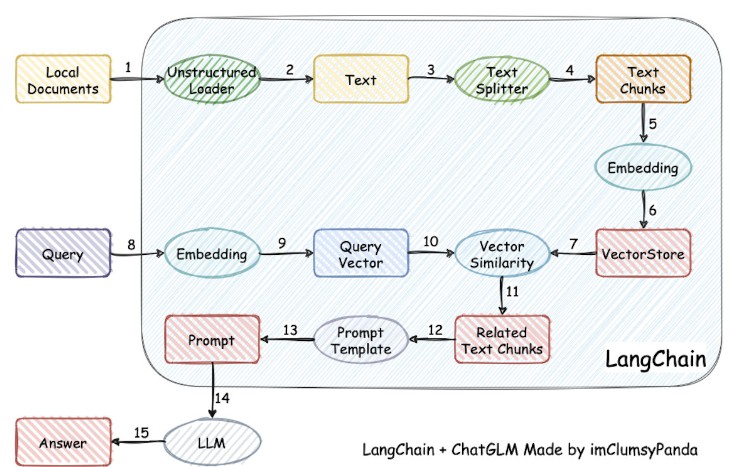 1
2
3
4
Local
Documents
Unstructured
Loader
Text
Text
Splitter
Text
Chunks
5
Embedding
6
8
9
10
7
Query
Embedding
Query
Vector
Vector
Similarity
VectorStore
11
13
12
Prompt
Prompt
Template
Related
Text Chunks
LangChain
14
15
Answer
LLM
LangChain + ChatGLM Made by imClumsyPanda